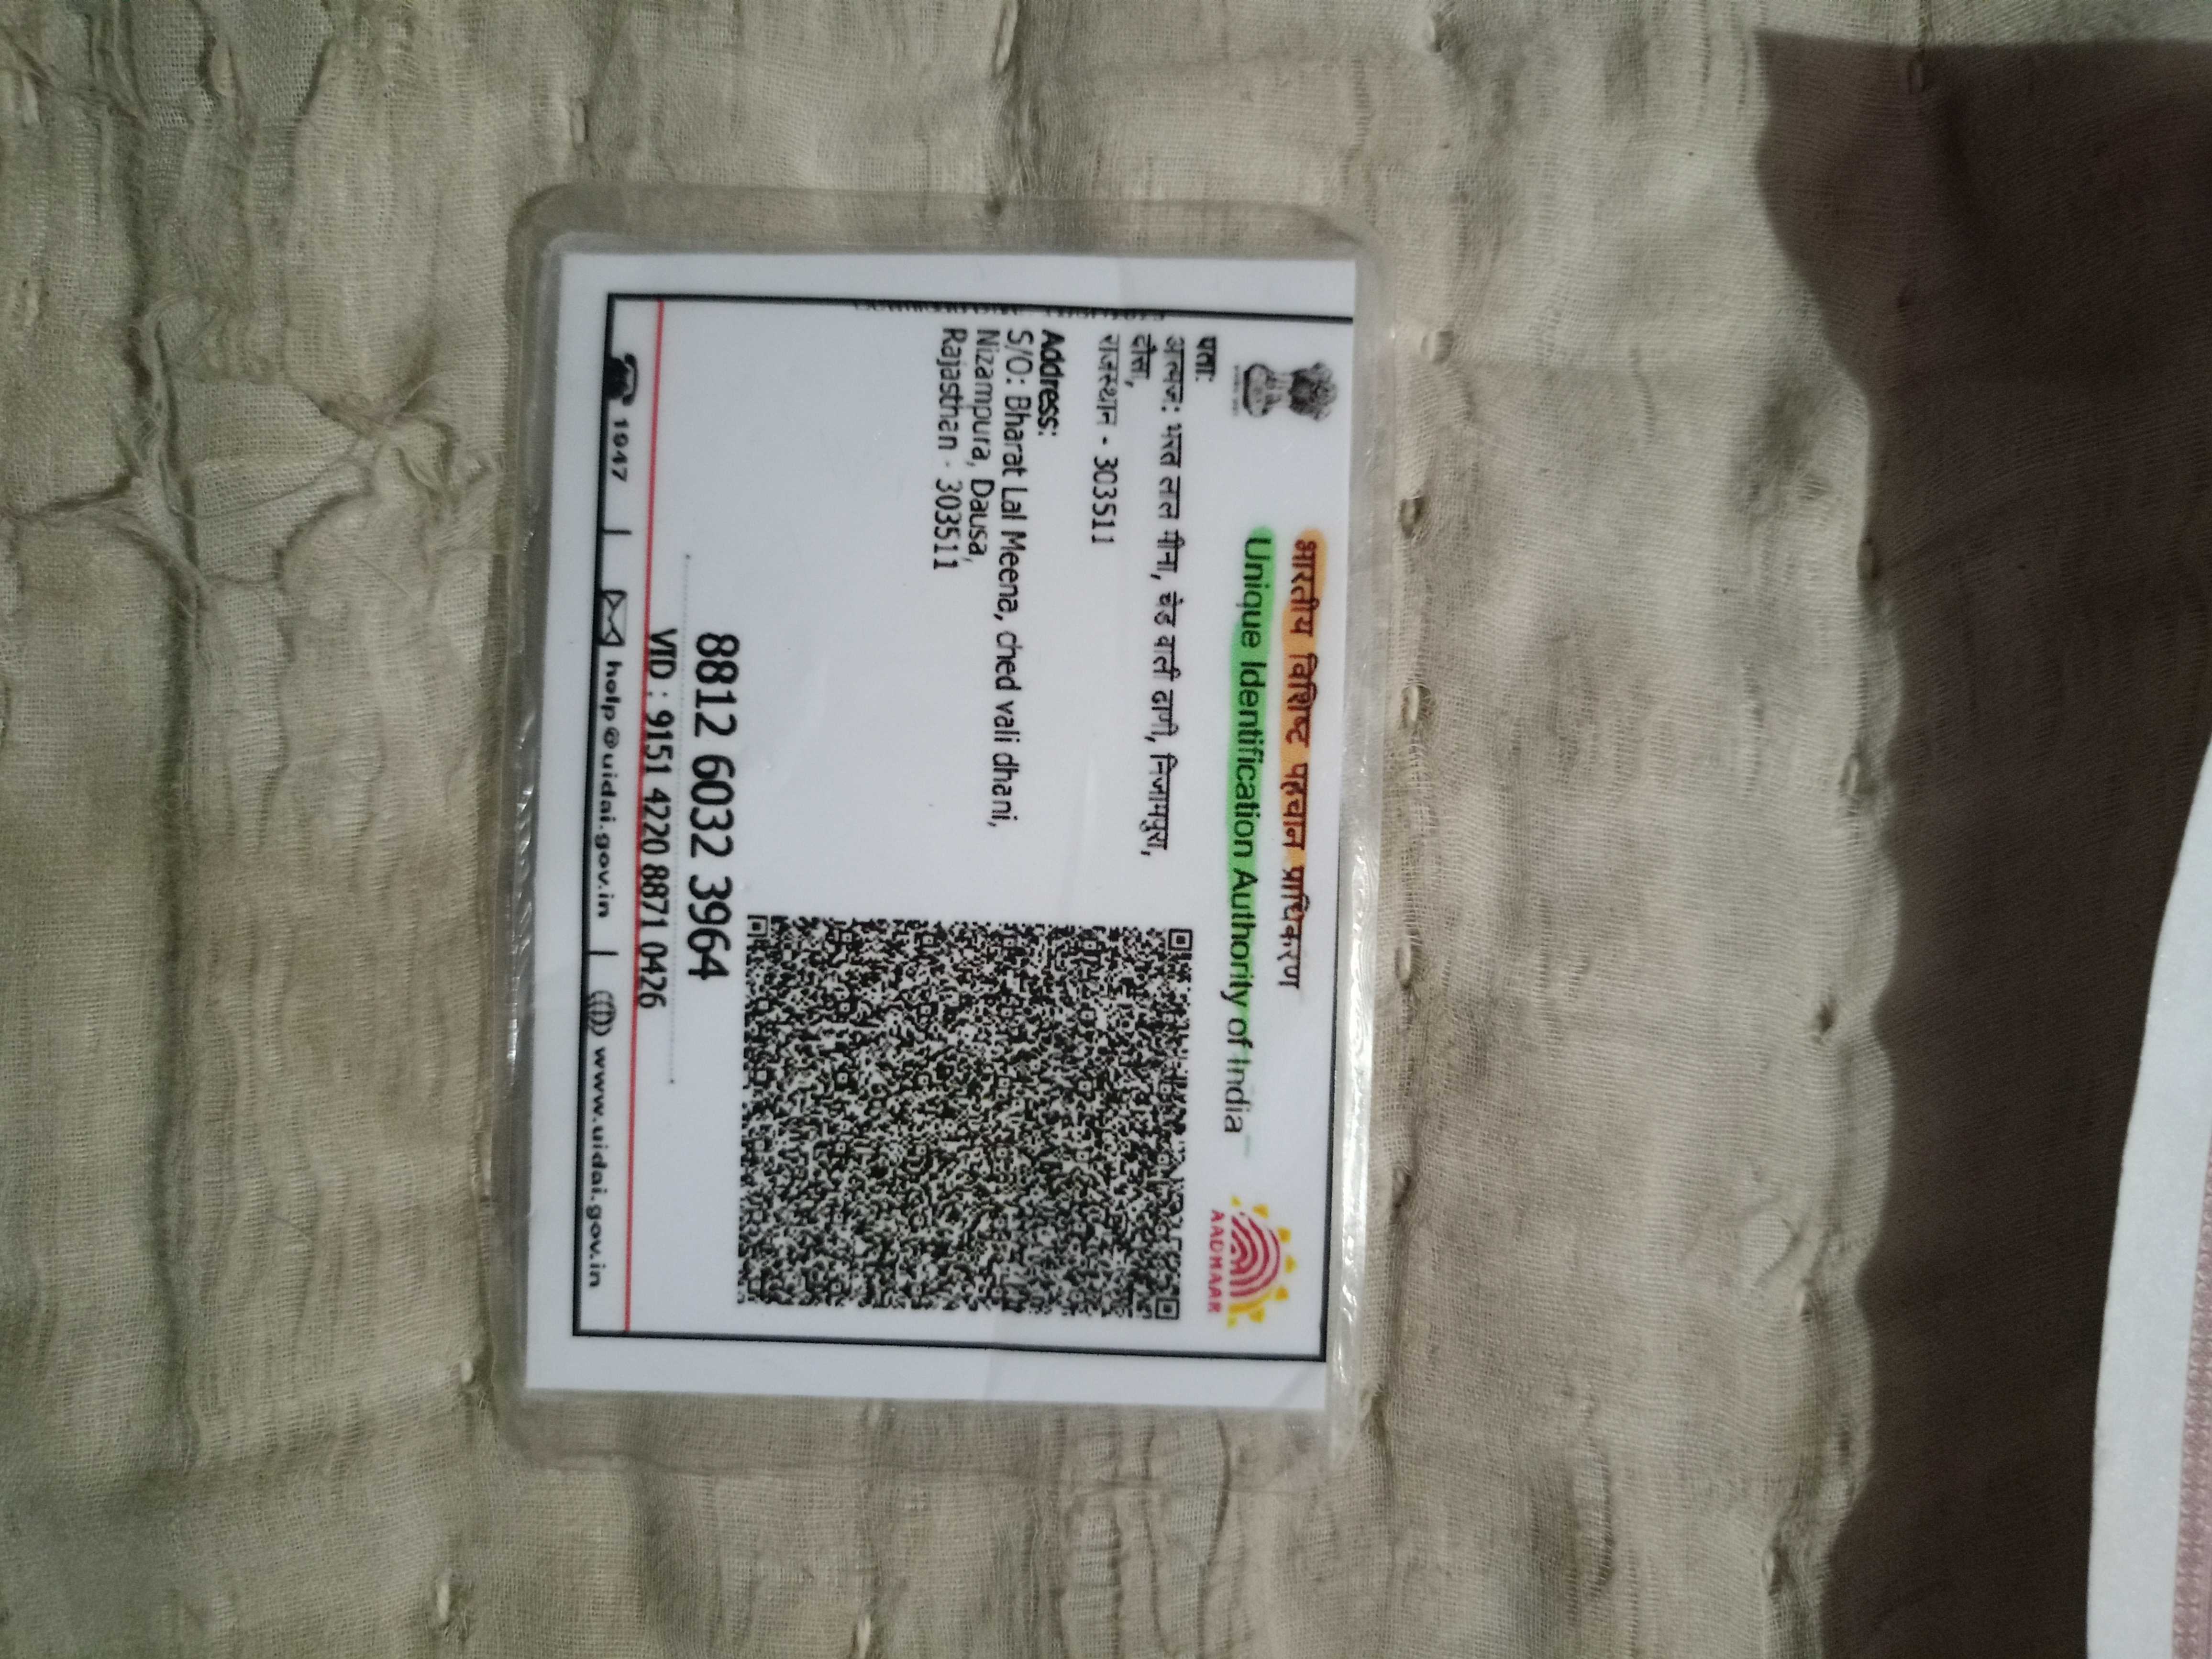 भारतीय विशिष्ट पहचान प्राधिकरण
Unique Identification Authority of India
AADHAAR
पता:
आत्मज: भरत लाल मीना, चेड वाली ढाणी, निजामपुरा,
दौसा,
राजस्थान - 303511
Address:
S/O: Bharat Lal Meena, ched vali dhani,
Nizampura, Dausa,
Rajasthan - 303511
8812 6032 3964
VID : 9151 4220 8871 0426
1947 | help@uidai.gov.in | www.uidai.gov.in